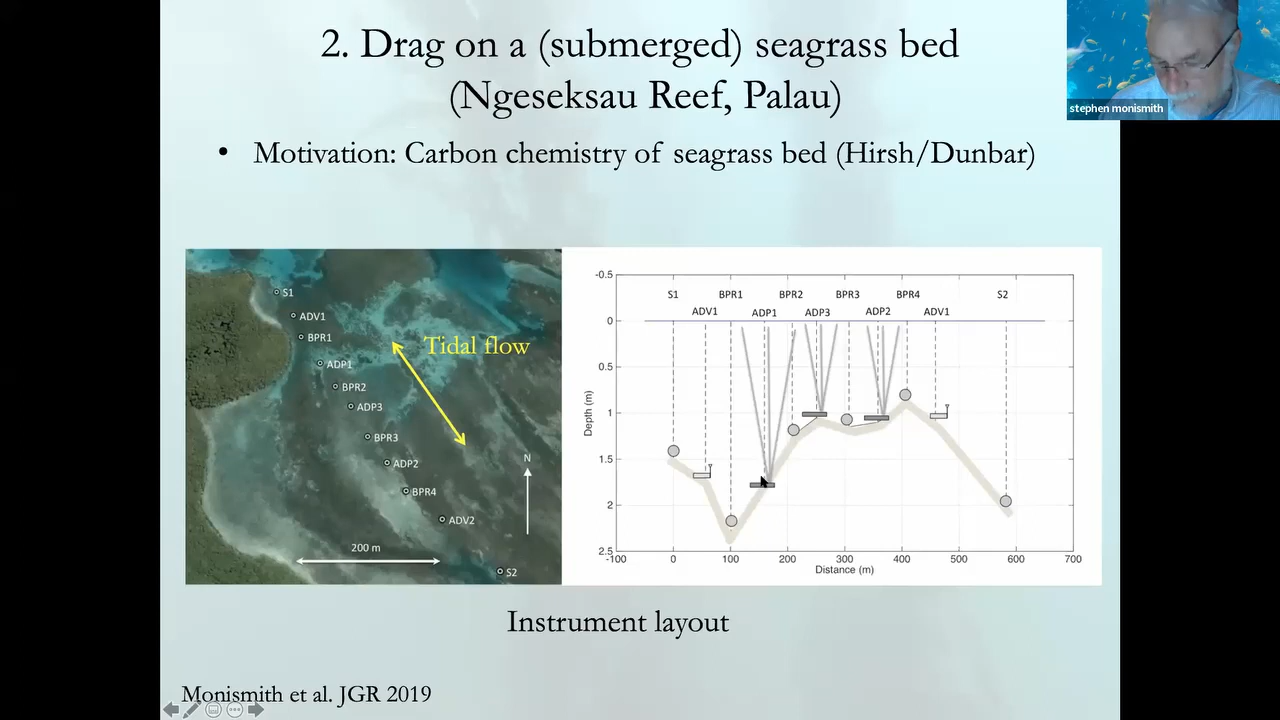 2. Drag on a (submerged) seagrass bed
(Ngeseksau Reef, Palau)
stephen monismith
• Motivation: Carbon chemistry of seagrass bed (Hirsh/Dunbar)
S1
ADV1
BPR1
ADP1
BPR2
ADP3
BPR3
ADP2
BPR4
ADV2
S2
Tidal flow
N
200 m
S1 BPR1 BPR2 BPR3 BPR4 S2
ADV1 ADP1 ADP3 ADP2 ADV1
-0.5
0
0.5
1
1.5
2
2.5
Depth (m)
-100 0 100 200 300 400 500 600 700
Distance (m)
Instrument layout
Monismith et al. JGR 2019